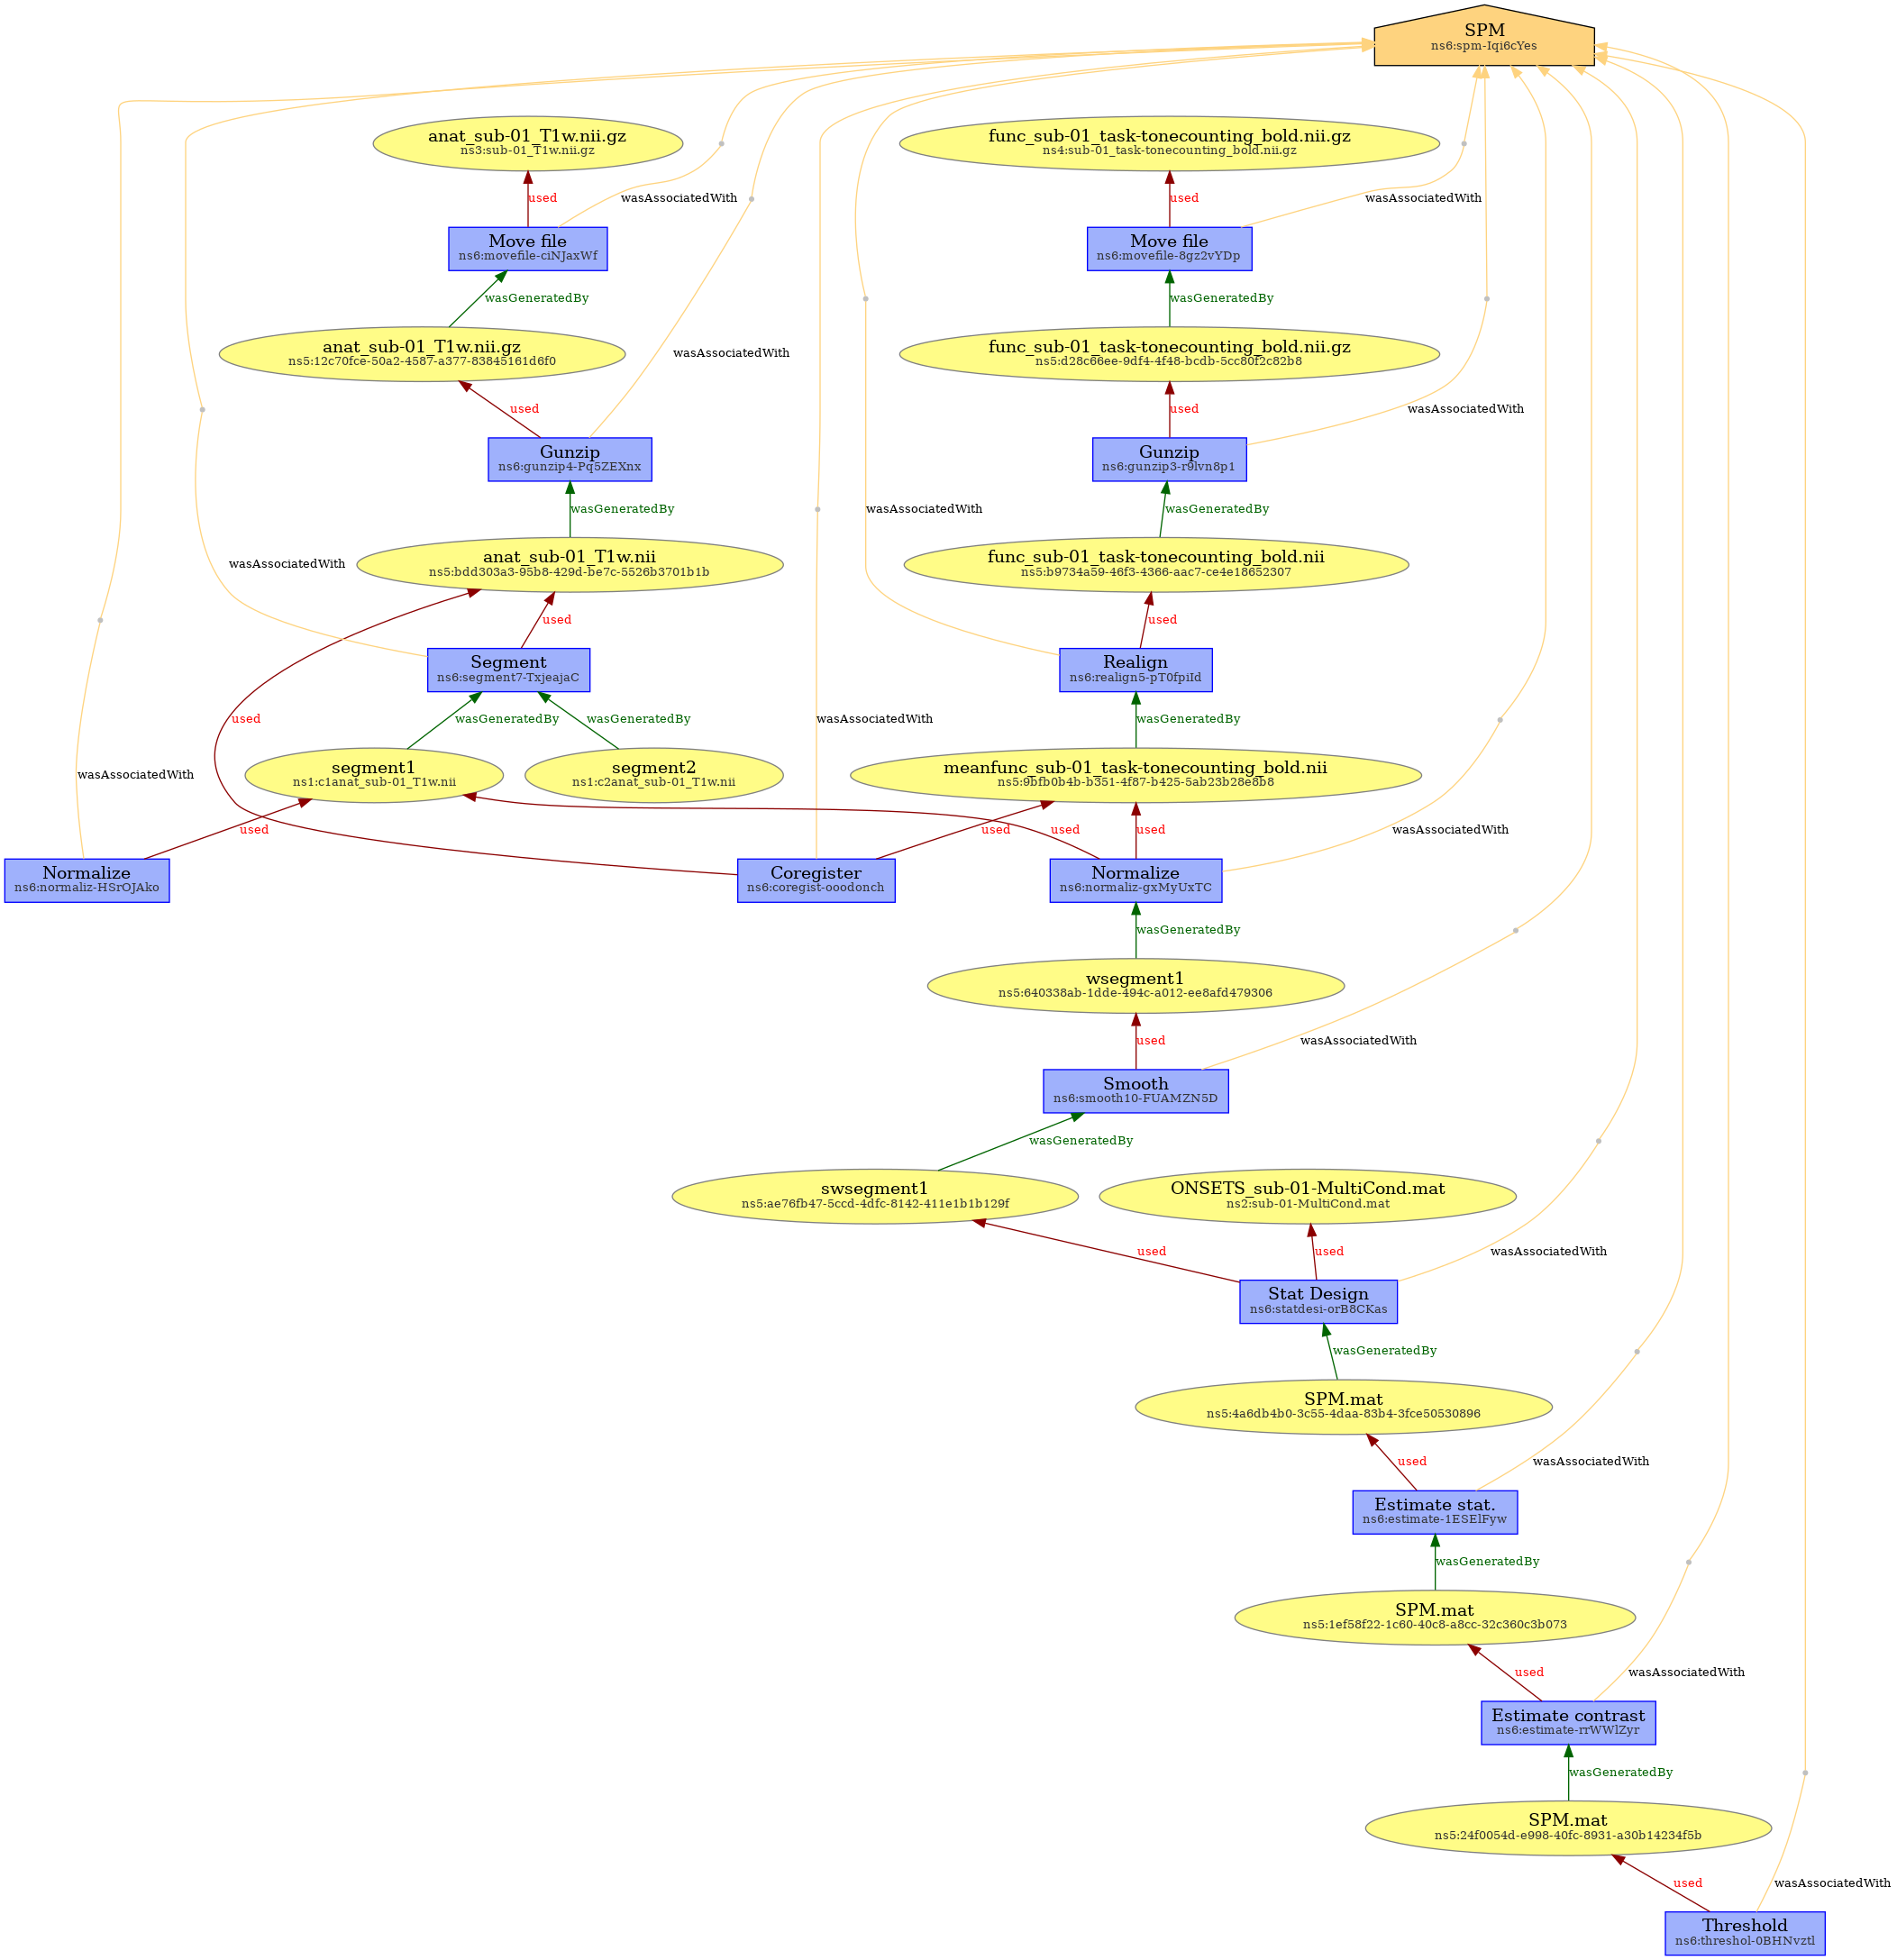 SPM
ns6:spm-Iqi6cYes
anat_sub-01_T1w.nii.gz
ns3:sub-01_T1w.nii.gz
func_sub-01_task-tonecounting_bold.nii.gz
ns4:sub-01_task-tonecounting_bold.nii.gz
used
wasAssociatedWith
used
wasAssociatedWith
Move file
ns6:movefile-ciNJaxWf
Move file
ns6:movefile-8gz2vYDp
wasGeneratedBy
wasGeneratedBy
anat_sub-01_T1w.nii.gz
ns5:12c70fce-50a2-4587-a377-83845161d6f0
wasAssociatedWith
func_sub-01_task-tonecounting_bold.nii.gz
ns5:d28c66ee-9df4-4f48-bcdb-5cc80f2c82b8
used
used
wasAssociatedWith
Gunzip
ns6:gunzip4-Pq5ZEXnx
Gunzip
ns6:gunzip3-r9lvn8p1
wasGeneratedBy
wasAssociatedWith
wasGeneratedBy
wasAssociatedWith
anat_sub-01_T1w.nii
ns5:bdd303a3-95b8-429d-be7c-5526b3701b1b
func_sub-01_task-tonecounting_bold.nii
ns5:b9734a59-46f3-4366-aac7-ce4e18652307
used
used
Segment
ns6:segment7-TxjeajaC
Realign
ns6:realign5-pT0fpiId
used
wasGeneratedBy
wasGeneratedBy
wasAssociatedWith
wasGeneratedBy
wasAssociatedWith
segment1
ns1:c1anat_sub-01_T1w.nii
segment2
ns1:c2anat_sub-01_T1w.nii
meanfunc_sub-01_task-tonecounting_bold.nii
ns5:9bfb0b4b-b351-4f87-b425-5ab23b28e8b8
used
used
used
used
wasAssociatedWith
Normalize
ns6:normaliz-HSrOJAko
Coregister
ns6:coregist-ooodonch
Normalize
ns6:normaliz-gxMyUxTC
wasGeneratedBy
wsegment1
ns5:640338ab-1dde-494c-a012-ee8afd479306
used
wasAssociatedWith
Smooth
ns6:smooth10-FUAMZN5D
wasGeneratedBy
swsegment1
ns5:ae76fb47-5ccd-4dfc-8142-411e1b1b129f
ONSETS_sub-01-MultiCond.mat
ns2:sub-01-MultiCond.mat
used
used
wasAssociatedWith
Stat Design
ns6:statdesi-orB8CKas
wasGeneratedBy
SPM.mat
ns5:4a6db4b0-3c55-4daa-83b4-3fce50530896
used
wasAssociatedWith
Estimate stat.
ns6:estimate-1ESElFyw
wasGeneratedBy
SPM.mat
ns5:1ef58f22-1c60-40c8-a8cc-32c360c3b073
used
wasAssociatedWith
Estimate contrast
ns6:estimate-rrWWlZyr
wasGeneratedBy
SPM.mat
ns5:24f0054d-e998-40fc-8931-a30b14234f5b
used
wasAssociatedWith
Threshold
ns6:threshol-0BHNvztl